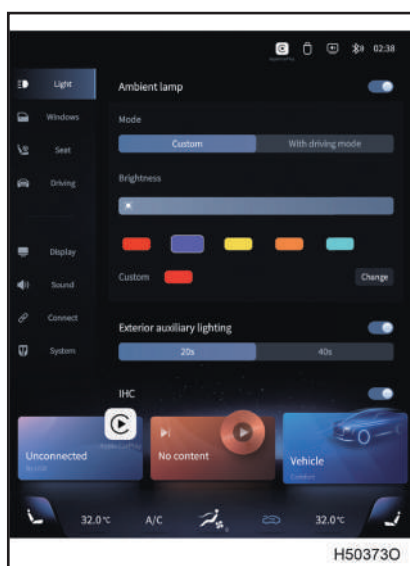 02:38
Light
Ambient lamp
Windows
Mode
Custom
With driving mode
Seat
Driving
Brightness
Display
Sound
Custom
Change
Connect
Exterior auxiliary lighting
System
20s
40s
IHC
Unconnected
No content
Vehicle
Comfort
32.0°C
A/C
32.0°C
H50373O